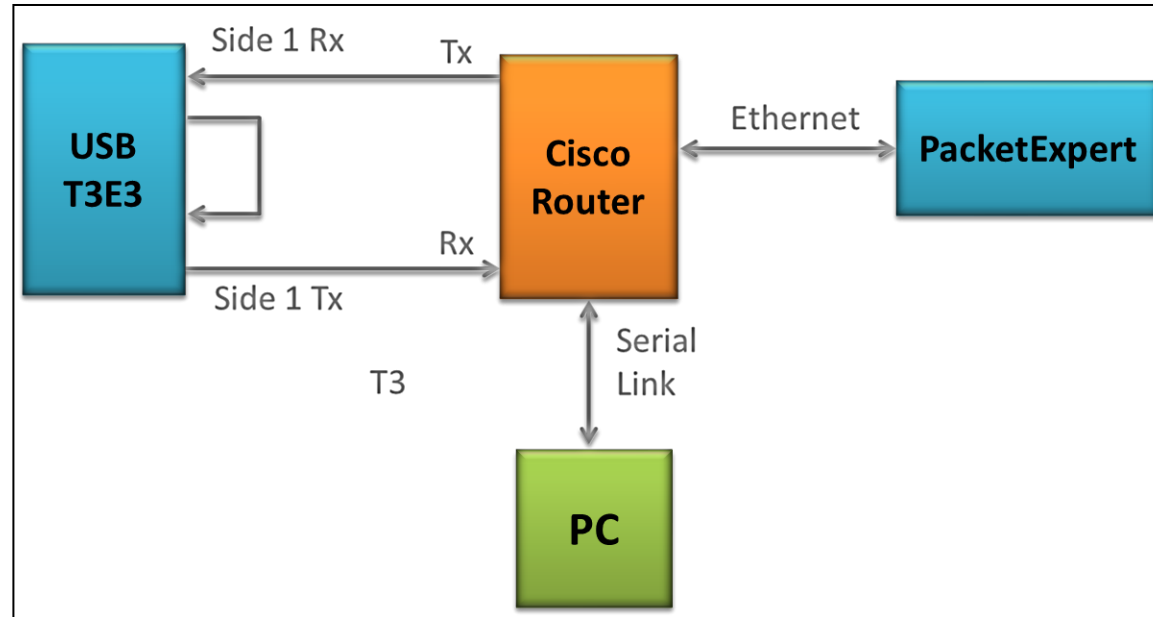 Side 1 Rx
Tx
USB
T3E3
Cisco
Router
Ethernet
PacketExpert
Rx
Side 1 Tx
T3
Serial
Link
PC